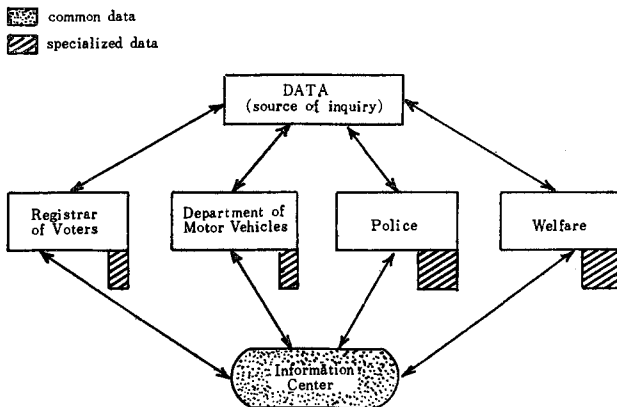 common data
specialized data
DATA
(source of inquiry)
Registrar
of Voters
Department of
Motor Vehicles
Police
Welfare
Information
Center